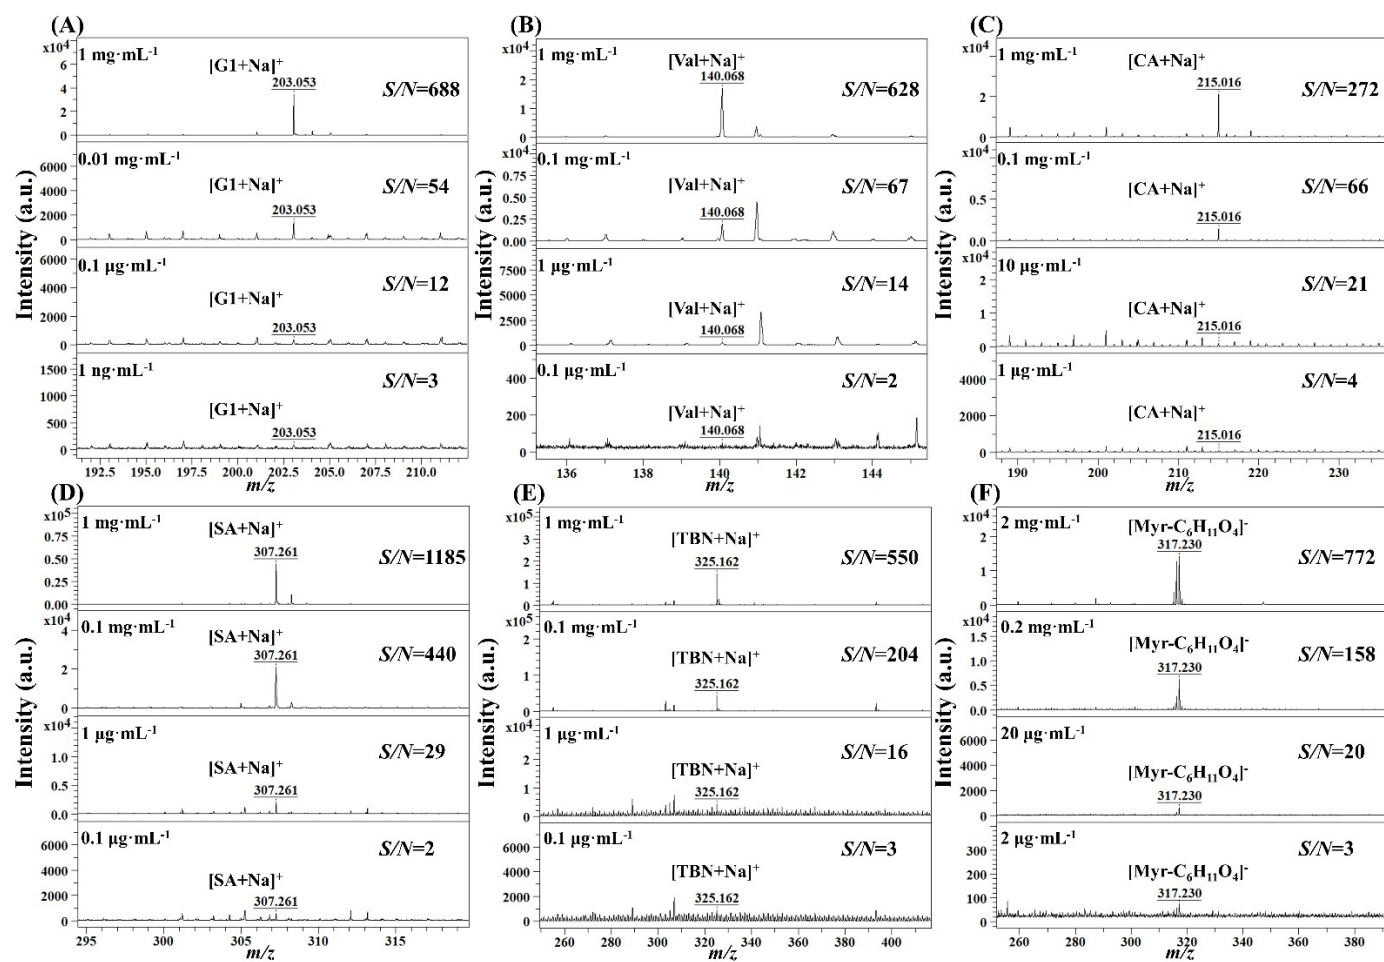 (A)
Intensity (a.u.)
x10⁴
1 mg·mL⁻¹
[G1+Na]⁺
203.053
S/N=688
6
4
2
0
0.01 mg·mL⁻¹
[G1+Na]⁺
203.053
S/N=54
6000
4000
2000
0
0.1 μg·mL⁻¹
[G1+Na]⁺
203.053
S/N=12
6000
4000
2000
0
1 ng·mL⁻¹
[G1+Na]⁺
203.053
S/N=3
1500
1000
500
0
192.5 195.0 197.5 200.0 202.5 205.0 207.5 210.0
m/z
(B)
Intensity (a.u.)
x10⁴
1 mg·mL⁻¹
[Val+Na]⁺
140.068
S/N=628
2
1
0
x10⁴
0.1 mg·mL⁻¹
[Val+Na]⁺
140.068
S/N=67
0.75
0.50
0.25
0.00
1 μg·mL⁻¹
[Val+Na]⁺
140.068
S/N=14
7500
5000
2500
0
0.1 μg·mL⁻¹
[Val+Na]⁺
140.068
S/N=2
400
200
0
136 138 140 142 144
m/z
(C)
Intensity (a.u.)
x10⁴
1 mg·mL⁻¹
[CA+Na]⁺
215.016
S/N=272
2
0
x10⁴
0.1 mg·mL⁻¹
[CA+Na]⁺
215.016
S/N=66
0.5
0.0
x10⁴
10 μg·mL⁻¹
[CA+Na]⁺
215.016
S/N=21
2
1
0
1 μg·mL⁻¹
[CA+Na]⁺
215.016
S/N=4
4000
2000
0
190 200 210 220 230
m/z
(D)
Intensity (a.u.)
x10⁵
1 mg·mL⁻¹
[SA+Na]⁺
307.261
S/N=1185
0.75
0.50
0.25
0.00
x10⁴
0.1 mg·mL⁻¹
[SA+Na]⁺
307.261
S/N=440
4
2
0
x10⁴
1 μg·mL⁻¹
[SA+Na]⁺
307.261
S/N=29
1.0
0.5
0.0
0.1 μg·mL⁻¹
[SA+Na]⁺
307.261
S/N=2
6000
4000
2000
0
295 300 305 310 315
m/z
(E)
Intensity (a.u.)
x10⁵
1 mg·mL⁻¹
[TBN+Na]⁺
325.162
S/N=550
3
2
1
0
x10⁵
0.1 mg·mL⁻¹
[TBN+Na]⁺
325.162
S/N=204
2
1
0
x10⁴
1 μg·mL⁻¹
[TBN+Na]⁺
325.162
S/N=16
2
1
0
0.1 μg·mL⁻¹
[TBN+Na]⁺
325.162
S/N=3
6000
4000
2000
0
260 280 300 320 340 360 380 400
m/z
(F)
Intensity (a.u.)
x10⁴
2 mg·mL⁻¹
[Myr-C₆H₁₁O₄]⁻
317.230
S/N=772
2
1
0
x10⁴
0.2 mg·mL⁻¹
[Myr-C₆H₁₁O₄]⁻
317.230
S/N=158
1.5
1.0
0.5
0.0
20 μg·mL⁻¹
[Myr-C₆H₁₁O₄]⁻
317.230
S/N=20
6000
4000
2000
0
2 μg·mL⁻¹
[Myr-C₆H₁₁O₄]⁻
317.230
S/N=3
300
200
100
0
260 280 300 320 340 360 380
m/z